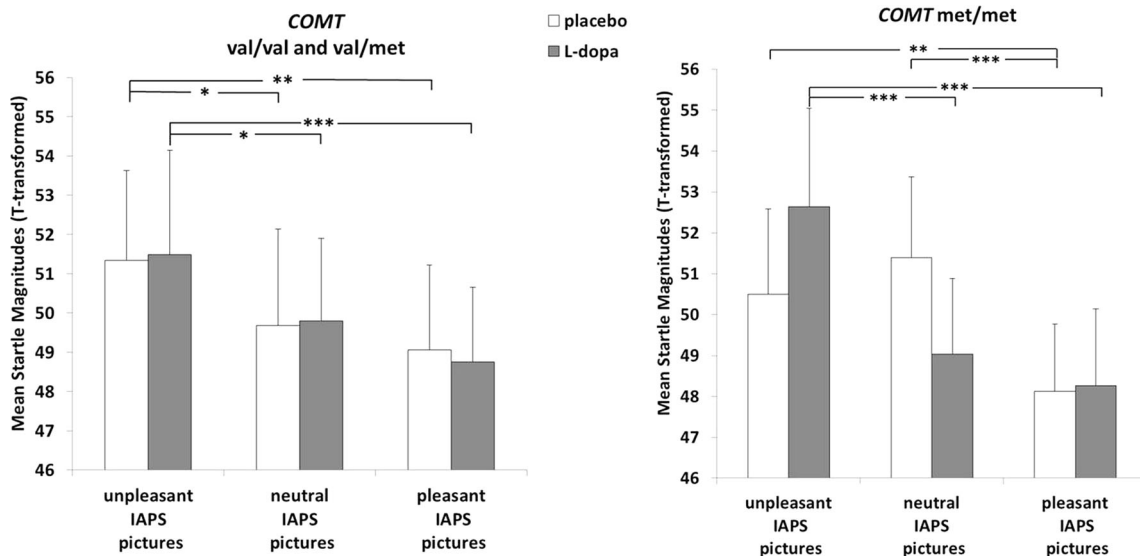 COMT
val/val and val/met
placebo
L-dopa
COMT met/met
Mean Startle Magnitudes (T-transformed)
56
55
54
53
52
51
50
49
48
47
46
**
*
***
*
unpleasant
IAPS
pictures
neutral
IAPS
pictures
pleasant
IAPS
pictures
Mean Startle Magnitudes (T-transformed)
56
55
54
53
52
51
50
49
48
47
46
**
***
***
***
unpleasant
IAPS
pictures
neutral
IAPS
pictures
pleasant
IAPS
pictures